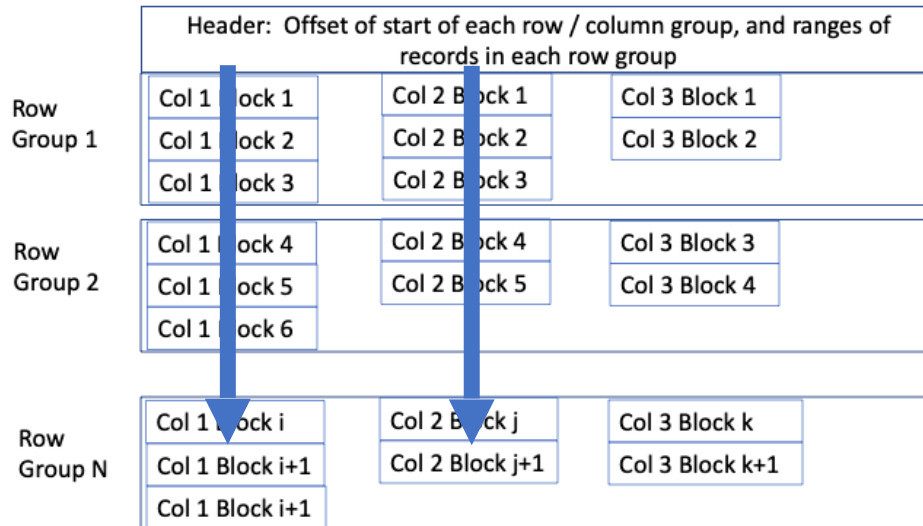 Header:  Offset of start of each row / column group, and ranges of
records in each row group
Row
Group 1
Col 1 Block 1
Col 2 Block 1
Col 3 Block 1
Col 1 Block 2
Col 2 Block 2
Col 3 Block 2
Col 1 Block 3
Col 2 Block 3
Row
Group 2
Col 1 Block 4
Col 2 Block 4
Col 3 Block 3
Col 1 Block 5
Col 2 Block 5
Col 3 Block 4
Col 1 Block 6
Row
Group N
Col 1 Block i
Col 2 Block j
Col 3 Block k
Col 1 Block i+1
Col 2 Block j+1
Col 3 Block k+1
Col 1 Block i+1